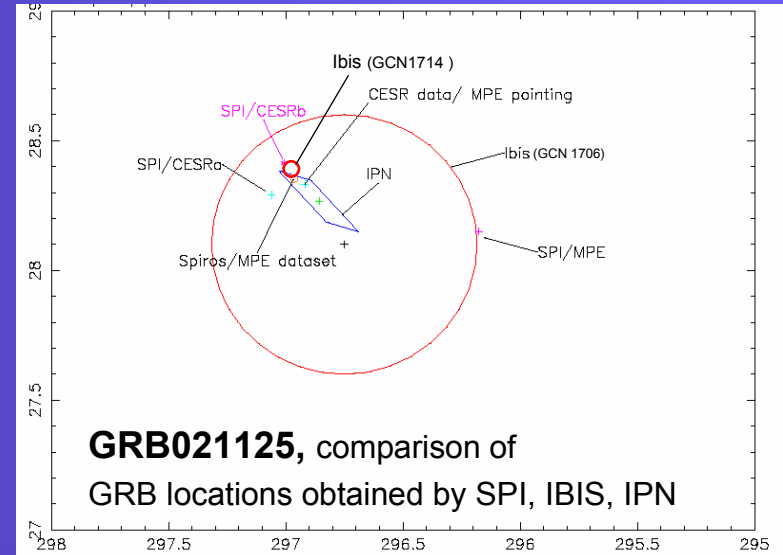 29
Ibis (GCN1714 )
CESR data/ MPE pointing
SPI/CESRb
28.5
Ibis (GCN 1706)
SPI/CESRa
IPN
SPI/MPE
Spiros/MPE dataset
28
27.5
GRB021125, comparison of
GRB locations obtained by SPI, IBIS, IPN
27
298
297.5
297
296.5
296
295.5
295